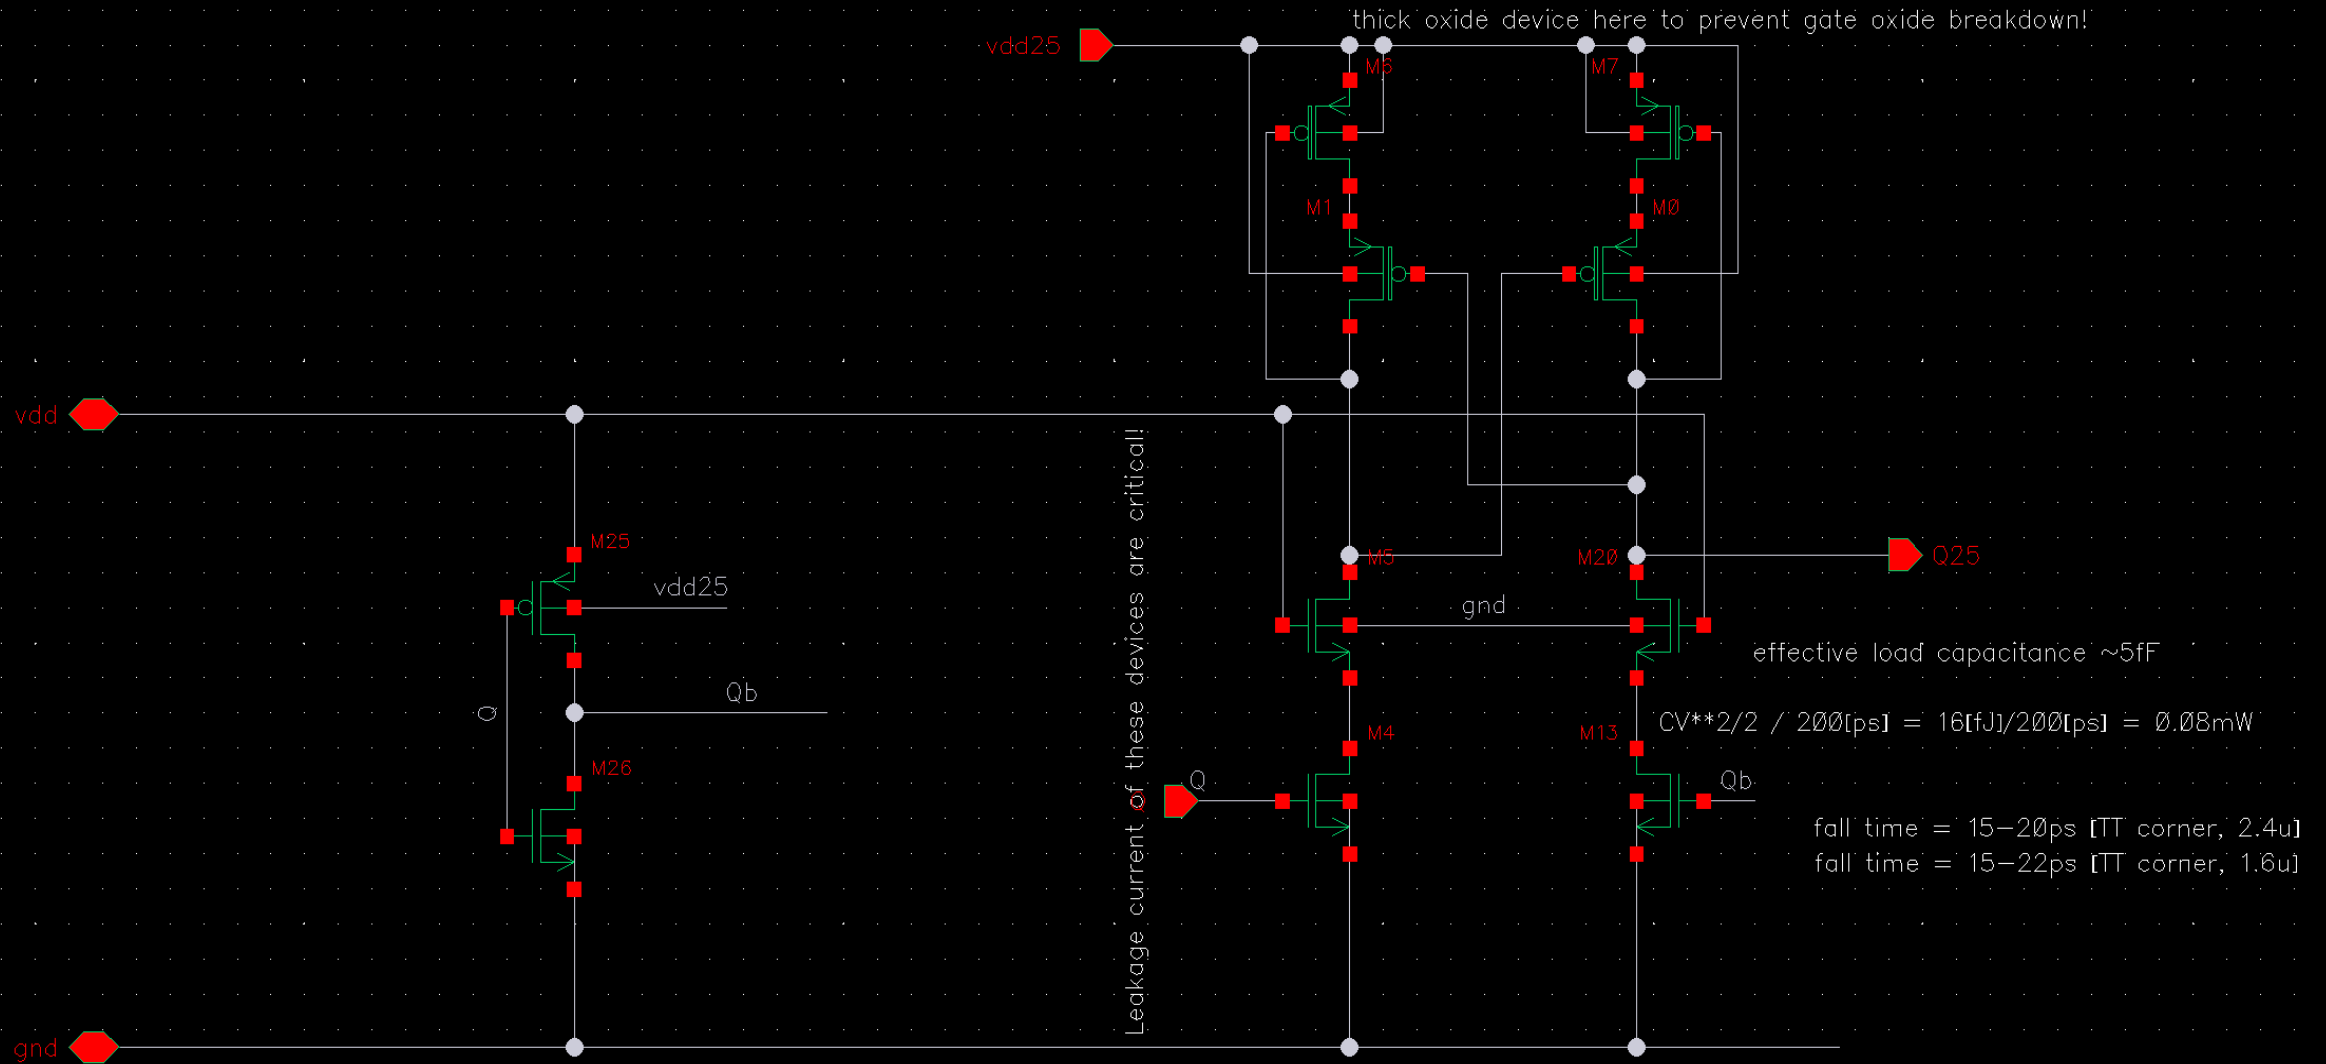 thick oxide device here to prevent gate oxide breakdown!
vdd25
M6
M7
M1
M0
vdd
Leakage current of these devices are critical!
M25
vdd25
M5
M20
Q25
gnd
effective load capacitance ~5fF
Q
Qb
CV**2/2 / 200[ps] = 16[fJ]/200[ps] = 0.08mW
M4
M13
M26
Q
Q
Qb
fall time = 15-20ps [TT corner, 2.4u]
fall time = 15-22ps [TT corner, 1.6u]
gnd